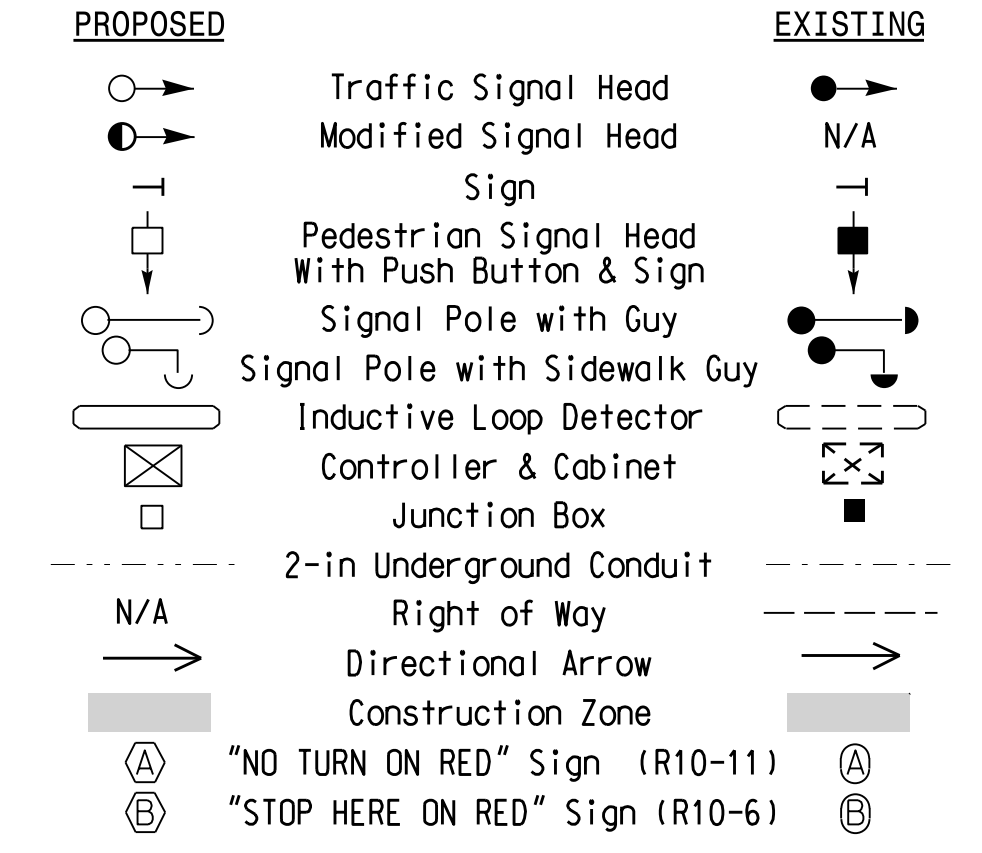 PROPOSED EXISTING
Traffic Signal Head
Modified Signal Head N/A
Sign
Pedestrian Signal Head
With Push Button & Sign
Signal Pole with Guy
Signal Pole with Sidewalk Guy
Inductive Loop Detector
Controller & Cabinet
Junction Box
2-in Underground Conduit
N/A Right of Way
Directional Arrow
Construction Zone
A "NO TURN ON RED" Sign (R10-11) A
B "STOP HERE ON RED" Sign (R10-6) B